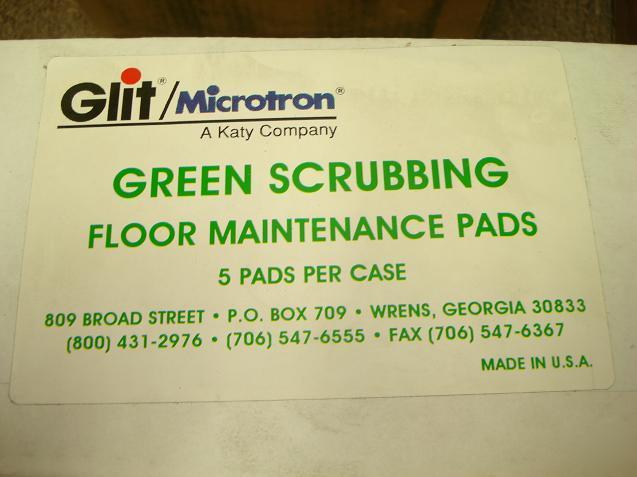 Glit®/Microtron®
A Katy Company
GREEN SCRUBBING
FLOOR MAINTENANCE PADS
5 PADS PER CASE
809 BROAD STREET • P.O. BOX 709 • WRENS, GEORGIA 30833
(800) 431-2976 • (706) 547-6555 • FAX (706) 547-6367
MADE IN U.S.A.